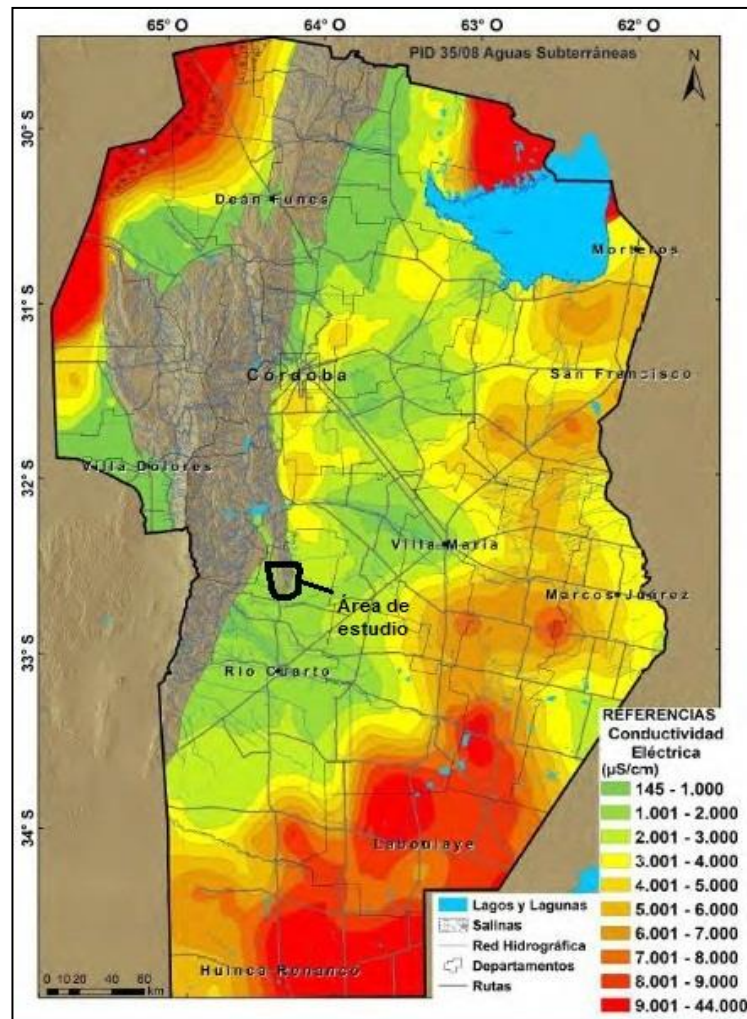 65° O
64° O
63° O
62° O
PID 35/08 Aguas Subterráneas
N
30° S
Deán Funes
Morteros
31° S
Córdoba
San Francisco
32° S
Villa Dolores
Villa María
Área de
estudio
Marcos Juárez
33° S
Río Cuarto
REFERENCIAS
Conductividad
Eléctrica
(µS/cm)
145 - 1.000
1.001 - 2.000
2.001 - 3.000
3.001 - 4.000
4.001 - 5.000
5.001 - 6.000
6.001 - 7.000
7.001 - 8.000
8.001 - 9.000
9.001 - 44.000
34° S
Laboulaye
Lagos y Lagunas
Salinas
Red Hidrográfica
Departamentos
Rutas
Huinca Renancó
0 10 20 40 60
km